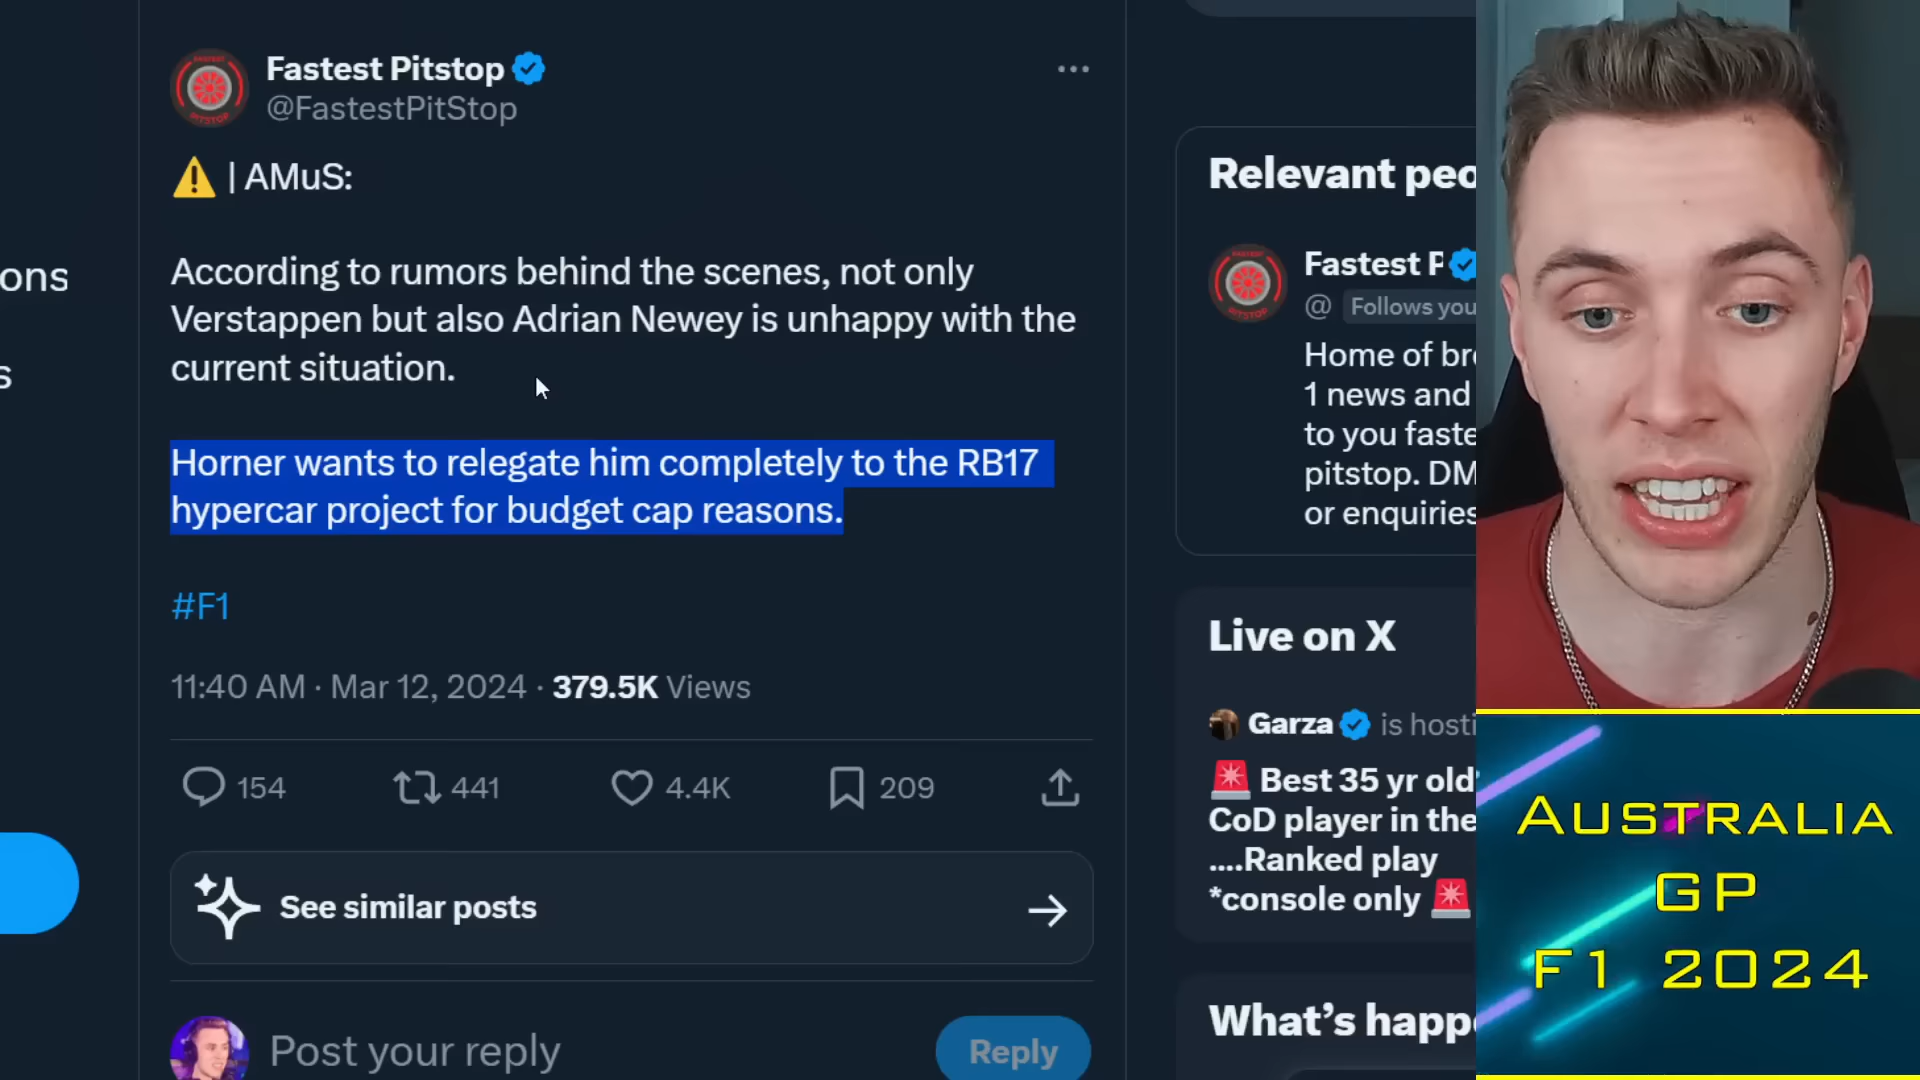 ons
s
Fastest Pitstop
@FastestPitStop
FASTEST
PITSTOP
⚠️ | AMuS:
According to rumors behind the scenes, not only
Verstappen but also Adrian Newey is unhappy with the
current situation.
Horner wants to relegate him completely to the RB17
hypercar project for budget cap reasons.
#F1
11:40 AM · Mar 12, 2024 · 379.5K Views
154 441 4.4K 209
See similar posts
Post your reply
Reply
Relevant peo
Fastest P
@ Follows you
Home of bre
1 news and
to you faste
pitstop. DM
or enquiries
Live on X
Garza is hosti
🚨 Best 35 yr old
CoD player in the
....Ranked play
*console only 🚨
What's happe
AUSTRALIA
GP
F1 2024